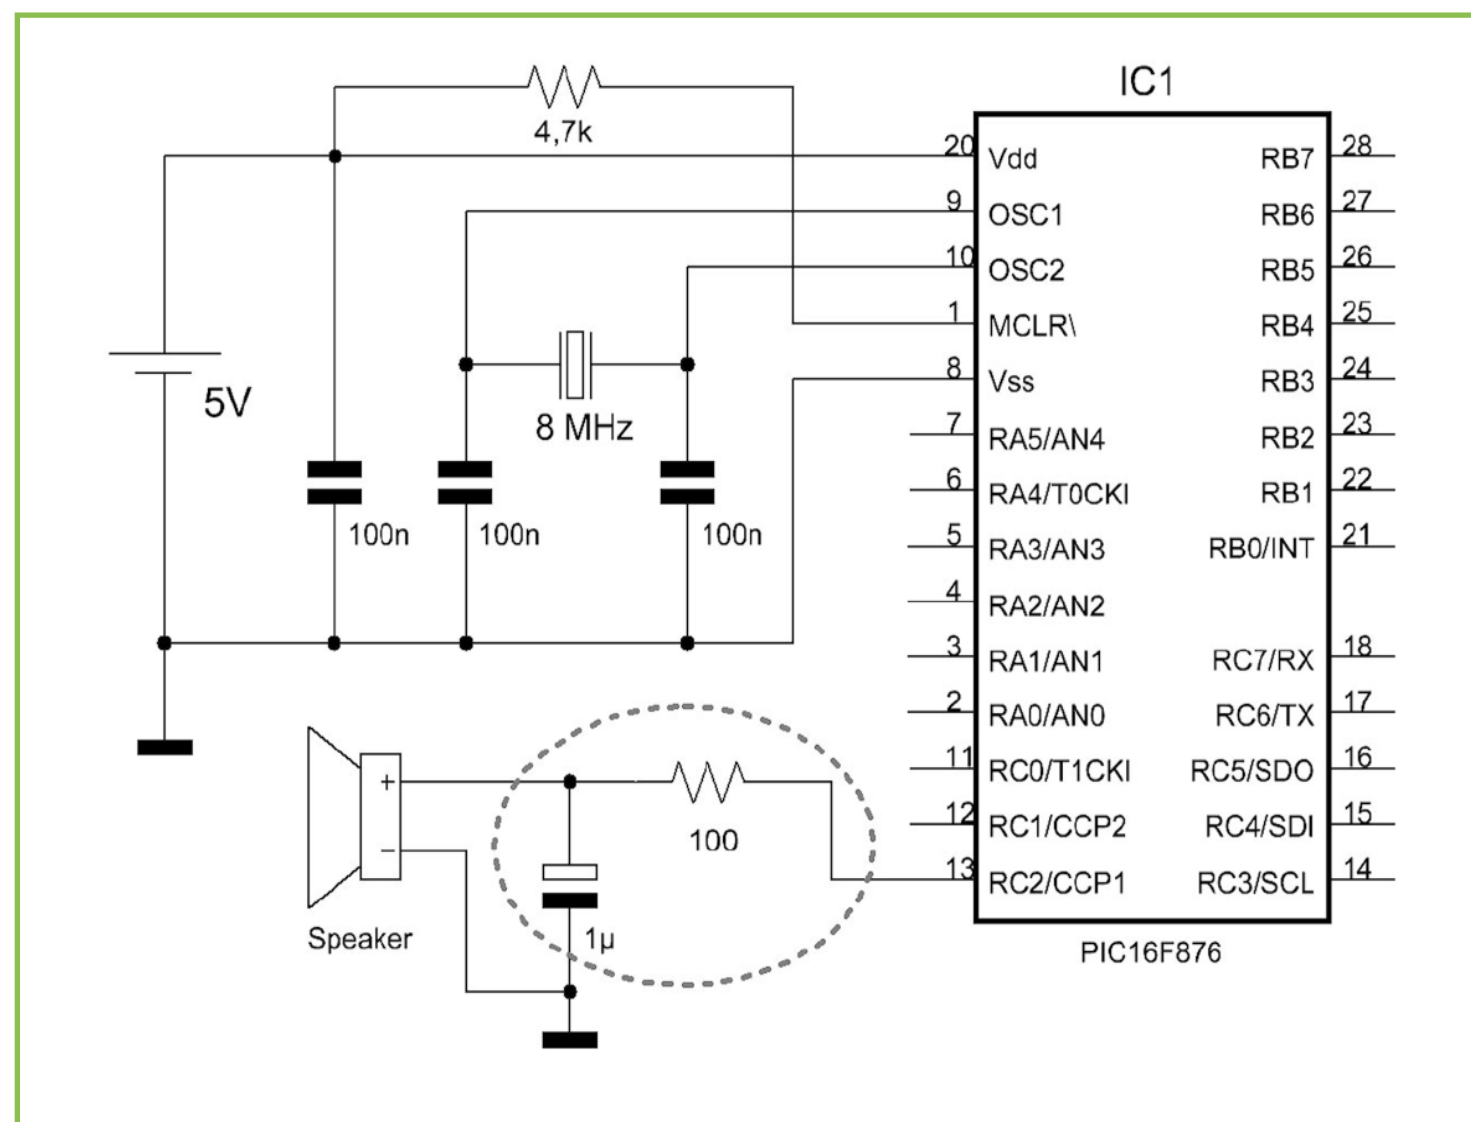 IC1
4,7k
5V
8 MHz
100n
100n
100n
20 Vdd
9 OSC1
10 OSC2
1 MCLR\
8 Vss
7 RA5/AN4
6 RA4/T0CKI
5 RA3/AN3
4 RA2/AN2
3 RA1/AN1
2 RA0/AN0
11 RC0/T1CKI
12 RC1/CCP2
13 RC2/CCP1
RB7 28
RB6 27
RB5 26
RB4 25
RB3 24
RB2 23
RB1 22
RB0/INT 21
RC7/RX 18
RC6/TX 17
RC5/SDO 16
RC4/SDI 15
RC3/SCL 14
PIC16F876
+
−
Speaker
100
1µ